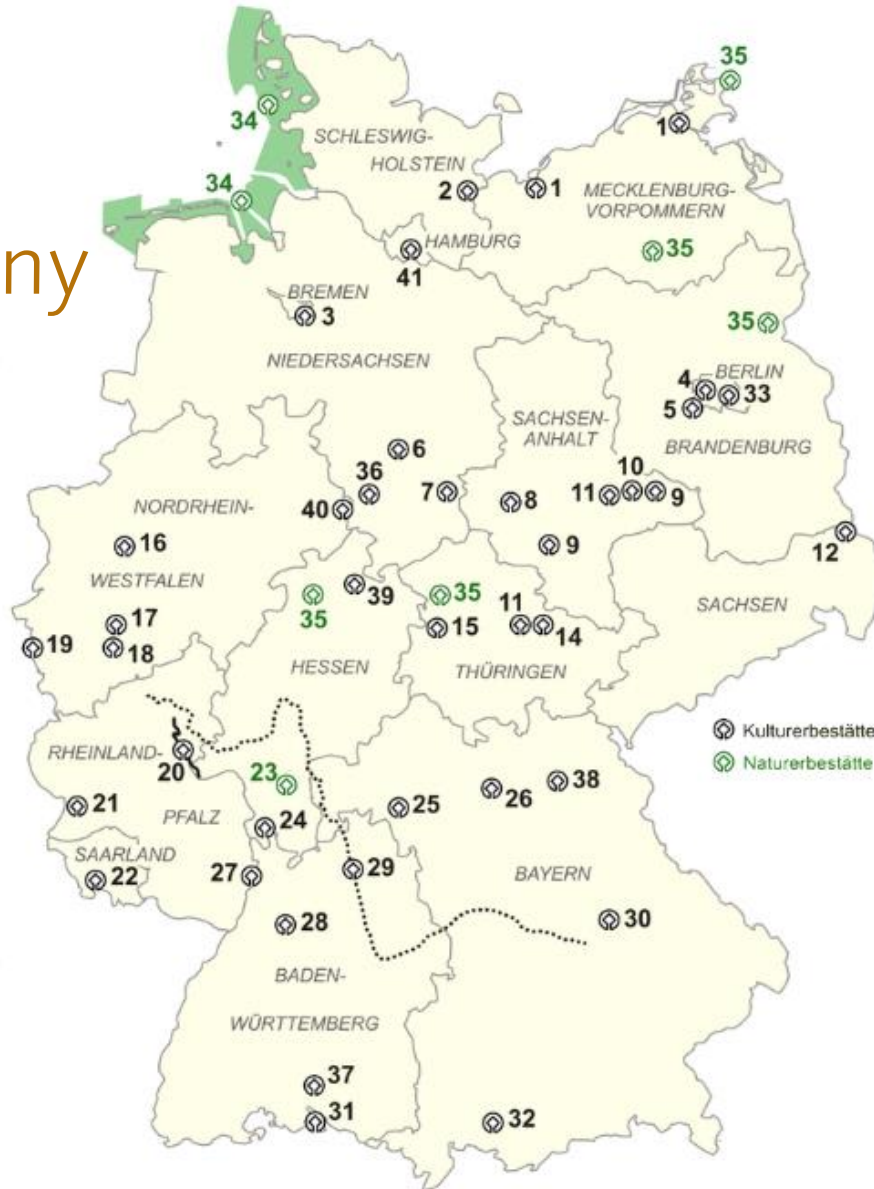 35
34
1
SCHLESWIG-
HOLSTEIN
34
2
1
MECKLENBURG-
VORPOMMERN
HAMBURG
35
ny
41
BREMEN
3
35
NIEDERSACHSEN
BERLIN
4
33
5
SACHSEN-
ANHALT
BRANDENBURG
6
36
10
NORDRHEIN-
7
8
11
9
40
16
9
12
WESTFALEN
39
35
35
SACHSEN
17
11
19
18
15
14
HESSEN
THÜRINGEN
Kulturerbestätte
RHEINLAND-
20
23
Naturerbestätte
38
21
25
26
PFALZ
24
SAARLAND
22
27
29
BAYERN
28
30
BADEN-
WÜRTTEMBERG
37
31
32